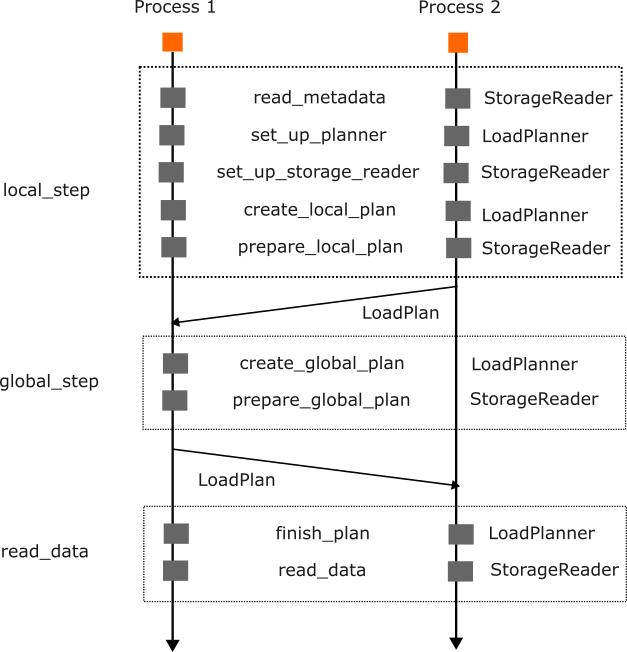 Process 1 Process 2
read_metadata StorageReader
set_up_planner LoadPlanner
set_up_storage_reader StorageReader
local_step
create_local_plan LoadPlanner
prepare_local_plan StorageReader
LoadPlan
create_global_plan LoadPlanner
global_step
prepare_global_plan StorageReader
LoadPlan
finish_plan LoadPlanner
read_data
read_data StorageReader